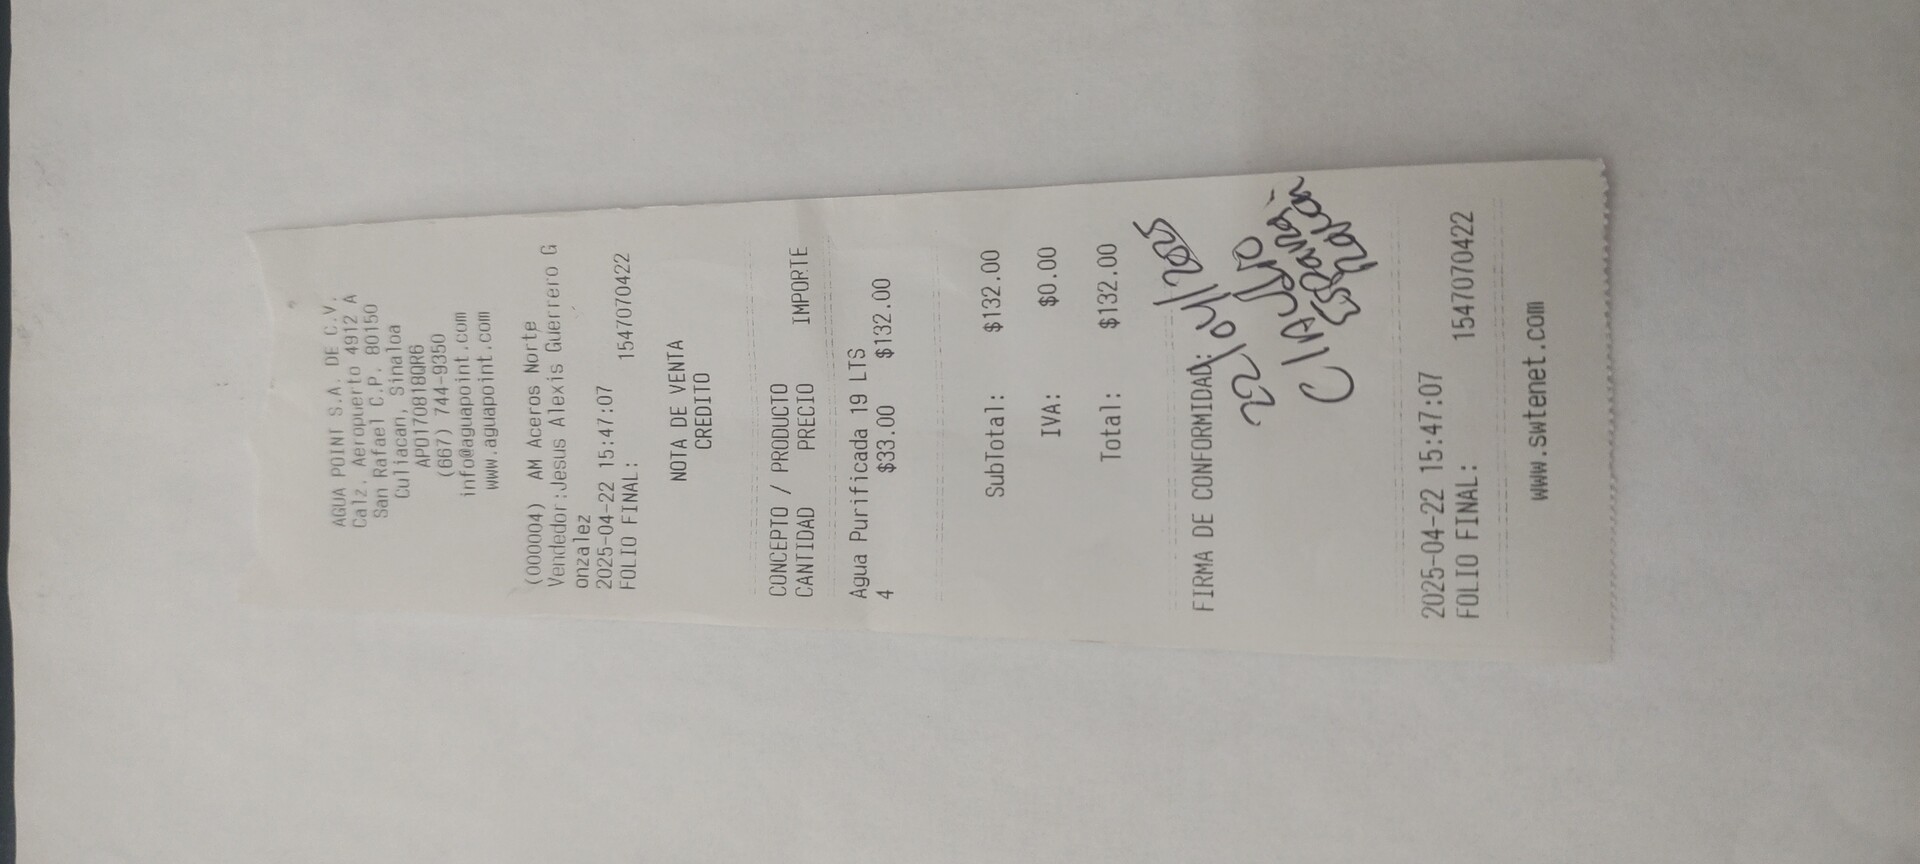 AGUA POINT S.A. DE C.V.
Calz. Aeropuerto 4912 A
San Rafael C.P. 80150
Culiacan, Sinaloa
APO170818QR6
(667) 744-9350
info@aguapoint.com
www.aguapoint.com
(000004) AM Aceros Norte
Vendedor:Jesus Alexis Guerrero G
onzalez
2025-04-22 15:47:07
FOLIO FINAL: 1547070422
NOTA DE VENTA
CREDITO
CONCEPTO / PRODUCTO
CANTIDAD PRECIO IMPORTE
Agua Purificada 19 LTS
4 $33.00 $132.00
SubTotal: $132.00
IVA: $0.00
Total: $132.00
FIRMA DE CONFORMIDAD:
22/04/2025
Claudio
2025-04-22 15:47:07
FOLIO FINAL: 1547070422
www.swtenet.com